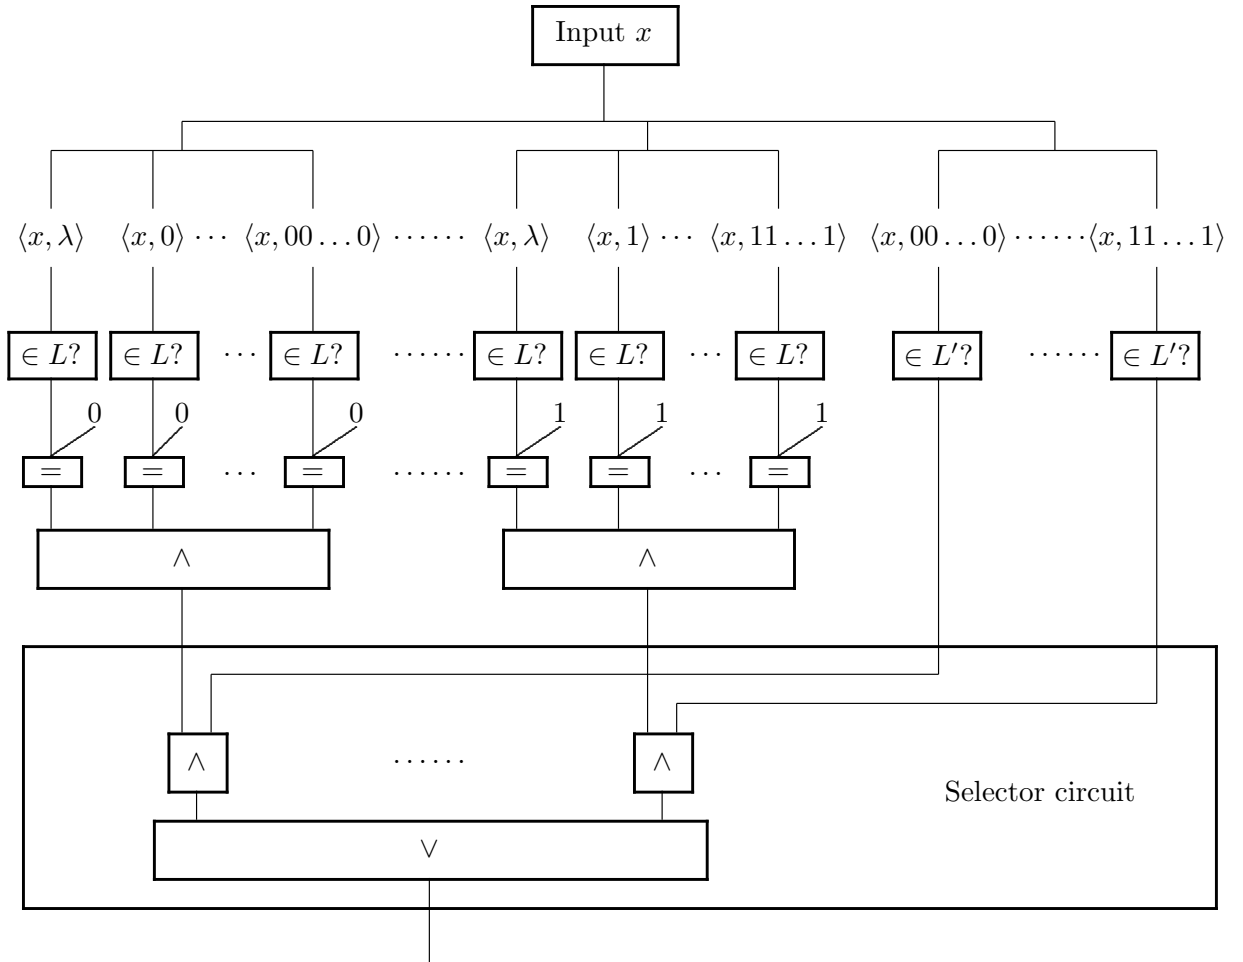 Input x
⟨x, λ⟩ ⟨x, 0⟩ ··· ⟨x, 00 . . . 0⟩ ······ ⟨x, λ⟩ ⟨x, 1⟩ ··· ⟨x, 11 . . . 1⟩ ⟨x, 00 . . . 0⟩ ······ ⟨x, 11 . . . 1⟩
∈ L? ∈ L? ··· ∈ L? ······ ∈ L? ∈ L? ··· ∈ L? ∈ L′? ······ ∈ L′?
0 0 0 1 1 1
= = ··· = ······ = = ··· =
∧ ∧
∧ ······ ∧
Selector circuit
∨